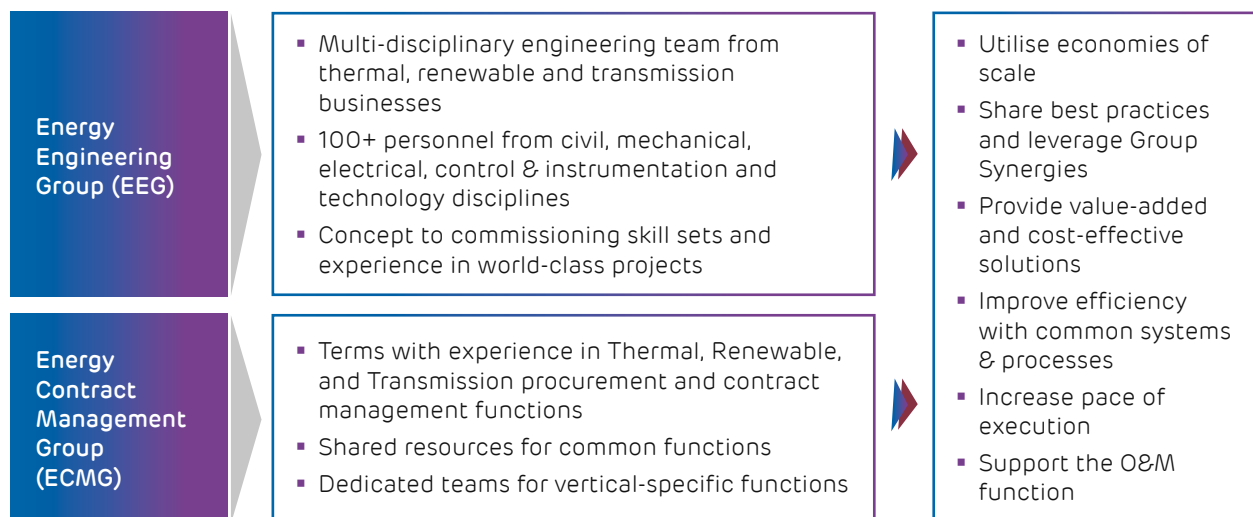 Energy
Engineering
Group (EEG)
▪ Multi-disciplinary engineering team from
thermal, renewable and transmission
businesses
▪ 100+ personnel from civil, mechanical,
electrical, control & instrumentation and
technology disciplines
▪ Concept to commissioning skill sets and
experience in world-class projects
Energy
Contract
Management
Group
(ECMG)
▪ Terms with experience in Thermal, Renewable,
and Transmission procurement and contract
management functions
▪ Shared resources for common functions
▪ Dedicated teams for vertical-specific functions
▪ Utilise economies of
scale
▪ Share best practices
and leverage Group
Synergies
▪ Provide value-added
and cost-effective
solutions
▪ Improve efficiency
with common systems
& processes
▪ Increase pace of
execution
▪ Support the O&M
function